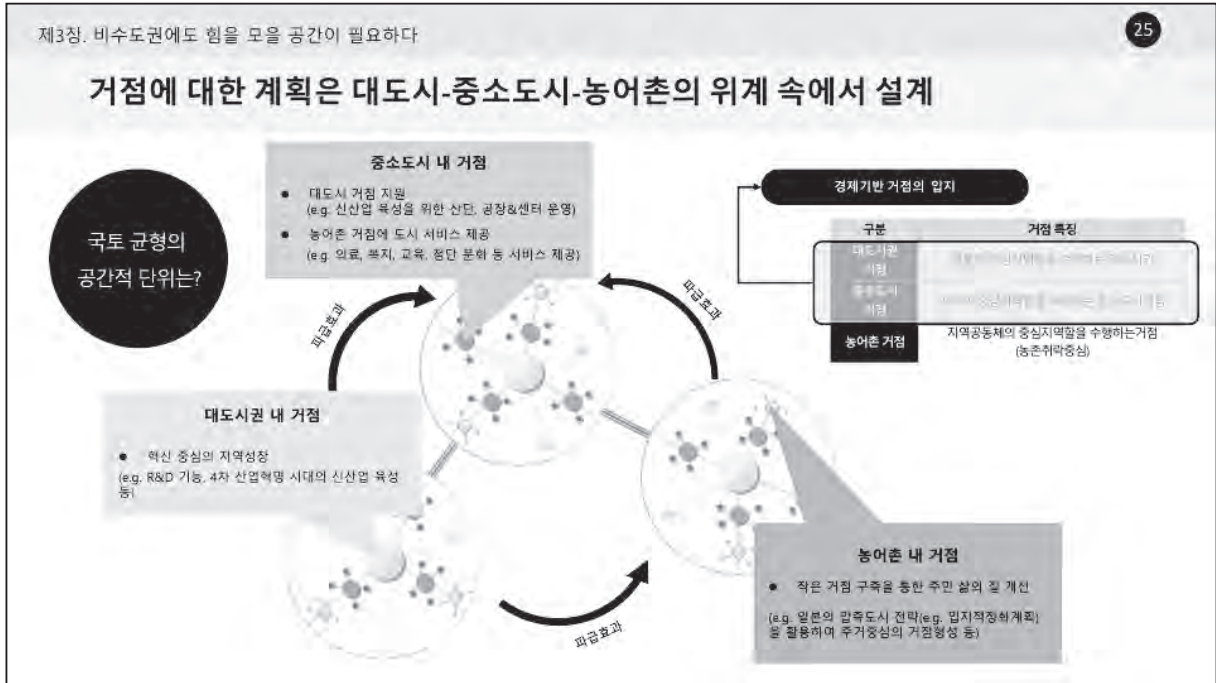 제3장. 비수도권에도 힘을 모을 공간이 필요하다
25
거점에 대한 계획은 대도시-중소도시-농어촌의 위계 속에서 설계
국토 균형의
공간적 단위는?
중소도시 내 거점
● 대도시 거점 지원
(e.g. 신산업 육성을 위한 산단, 공장&센터 운영)
● 농어촌 거점에 도시 서비스 제공
(e.g. 의료, 복지, 교육, 첨단 문화 등 서비스 제공)
경제기반 거점의 입지
구분 거점 특징
대도시권
거점
중소도시
거점
농어촌 거점
지역공동체의 중심지역할을 수행하는거점
(농촌취락중심)
파급효과
파급효과
대도시권 내 거점
● 혁신 중심의 지역성장
(e.g. R&D 기능, 4차 산업혁명 시대의 신산업 육성
등)
농어촌 내 거점
● 작은 거점 구축을 통한 주민 삶의 질 개선
(e.g. 일본의 압축도시 전략(e.g. 입지적정화계획)
을 활용하여 주거중심의 거점형성 등)
파급효과